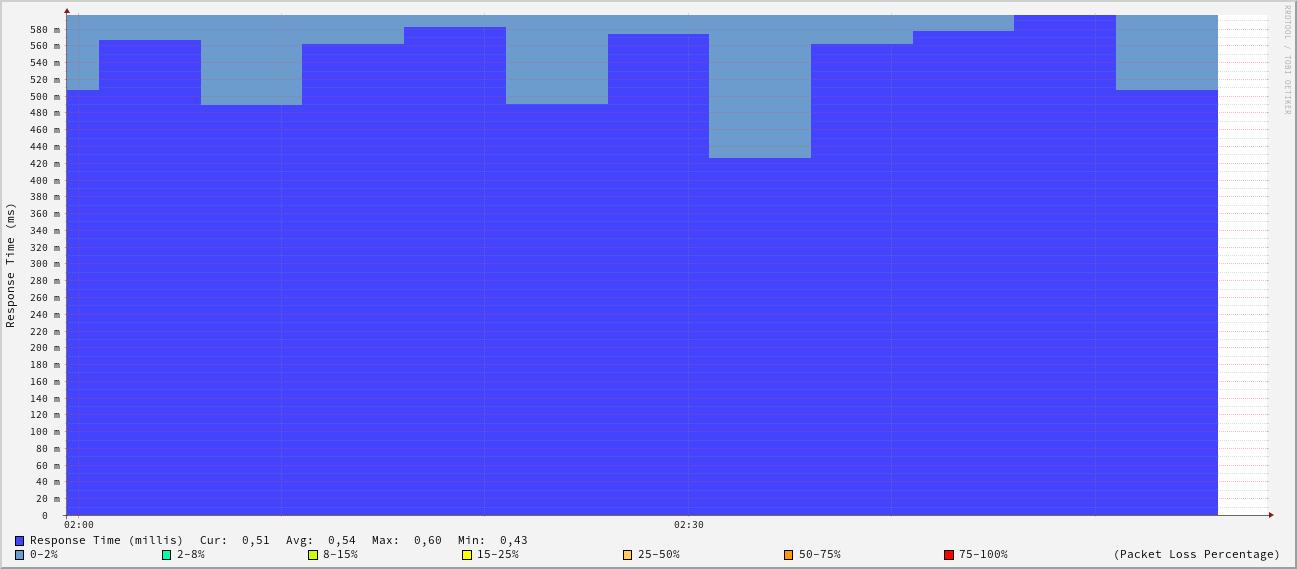 RRDTOOL / TOBI OETIKER
580 m
560 m
540 m
520 m
500 m
480 m
460 m
440 m
420 m
400 m
380 m
360 m
340 m
320 m
300 m
280 m
260 m
240 m
220 m
200 m
180 m
160 m
140 m
120 m
100 m
80 m
60 m
40 m
20 m
0
Response Time (ms)
02:00 02:30
Response Time (millis) Cur: 0,51 Avg: 0,54 Max: 0,60 Min: 0,43
0-2% 2-8% 8-15% 15-25% 25-50% 50-75% 75-100% (Packet Loss Percentage)